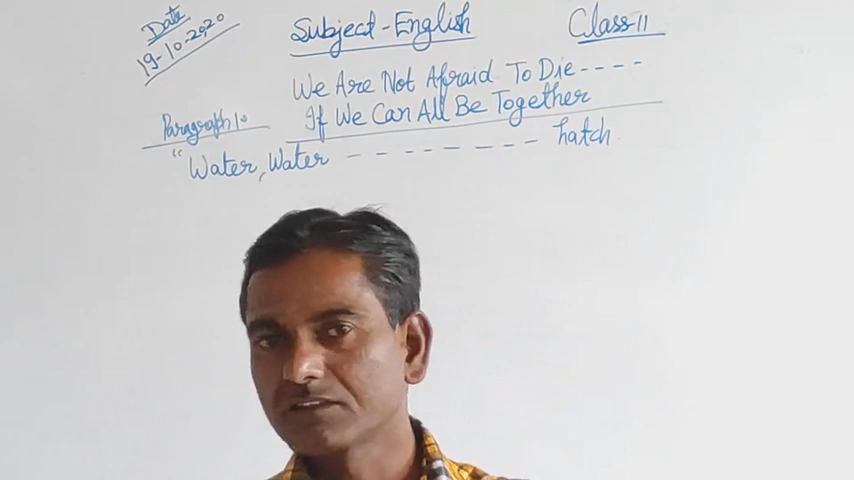 Date
19-10-2020
Subject-English
Class-11
We Are Not Afraid To Die----
If We Can All Be Together
Paragraph 10
"Water, Water --------- hatch